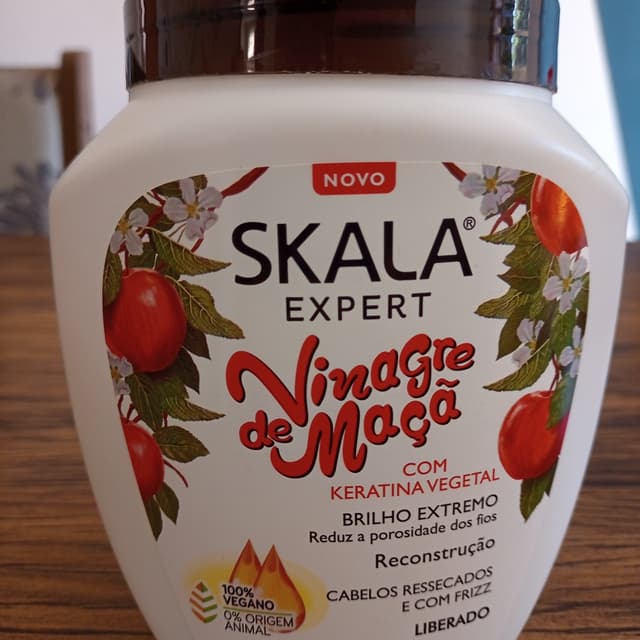 NOVO
SKALA®
EXPERT
Vinagre
de Maçã
COM
KERATINA VEGETAL
BRILHO EXTREMO
Reduz a porosidade dos fios
Reconstrução
CABELOS RESSECADOS
E COM FRIZZ
LIBERADO
100%
VEGANO
0% ORIGEM
ANIMAL